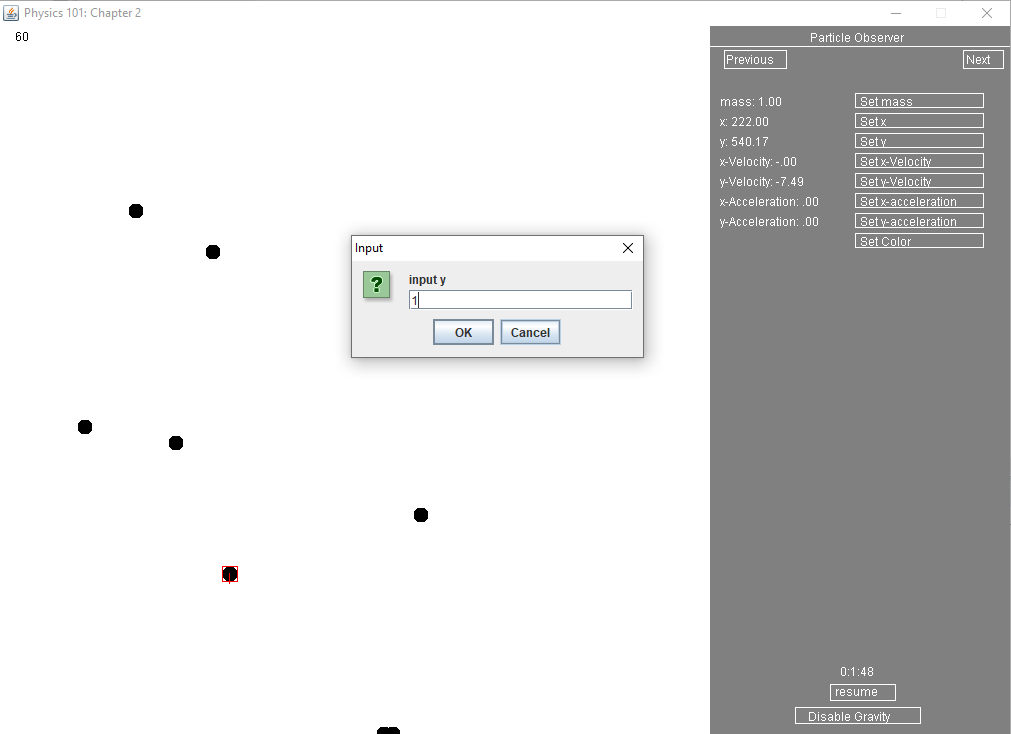 Physics 101: Chapter 2
60
Particle Observer
Previous Next
mass: 1.00 Set mass
x: 222.00 Set x
y: 540.17 Set y
x-Velocity: -.00 Set x-Velocity
y-Velocity: -7.49 Set y-Velocity
x-Acceleration: .00 Set x-acceleration
y-Acceleration: .00 Set y-acceleration
Set Color
Input
input y
1
OK Cancel
0:1:48
resume
Disable Gravity